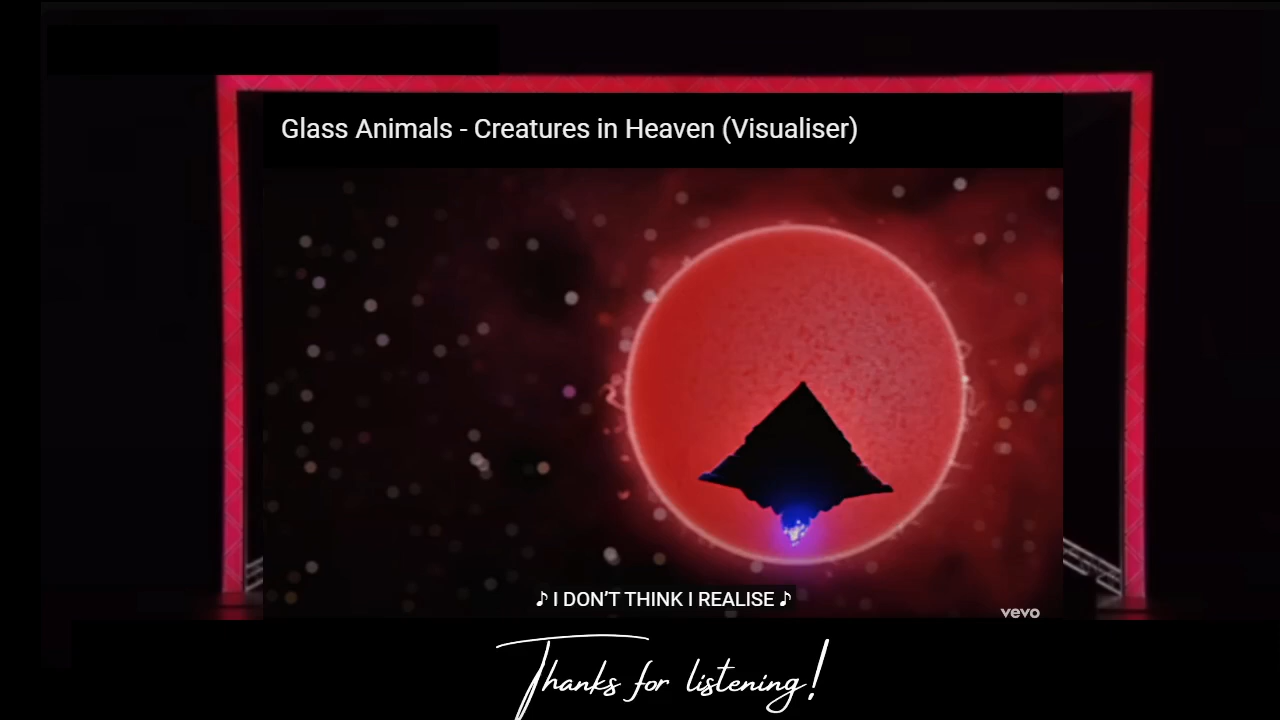 Glass Animals - Creatures in Heaven (Visualiser)
♪ I DON'T THINK I REALISE ♪
vevo
Thanks for listening!